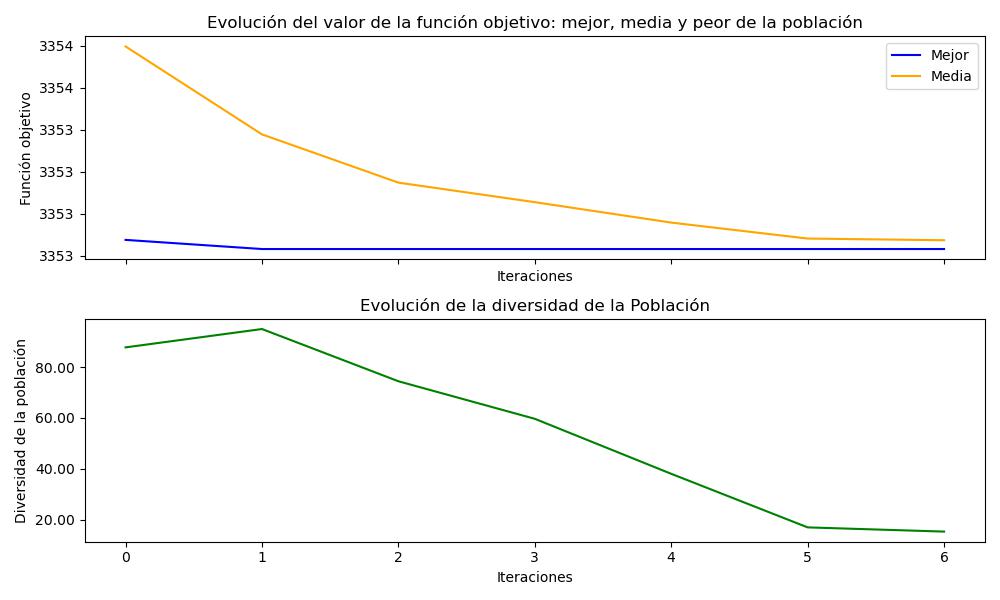 Evolución del valor de la función objetivo: mejor, media y peor de la población
3354
3354
3353
3353
3353
3353
Función objetivo
Mejor
Media
Iteraciones
Evolución de la diversidad de la Población
80.00
60.00
40.00
20.00
Diversidad de la población
0 1 2 3 4 5 6
Iteraciones